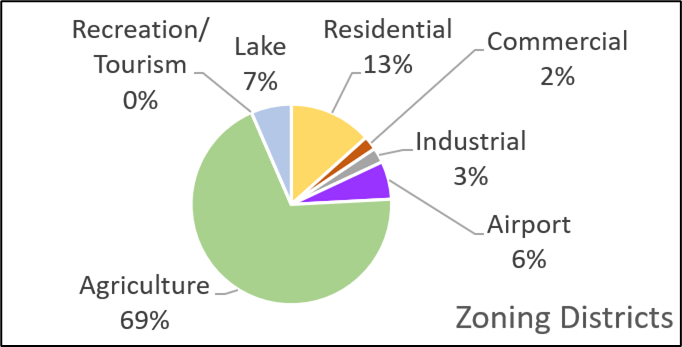 Recreation/
Tourism
0%
Lake
7%
Residential
13%
Commercial
2%
Industrial
3%
Airport
6%
Agriculture
69%
Zoning Districts